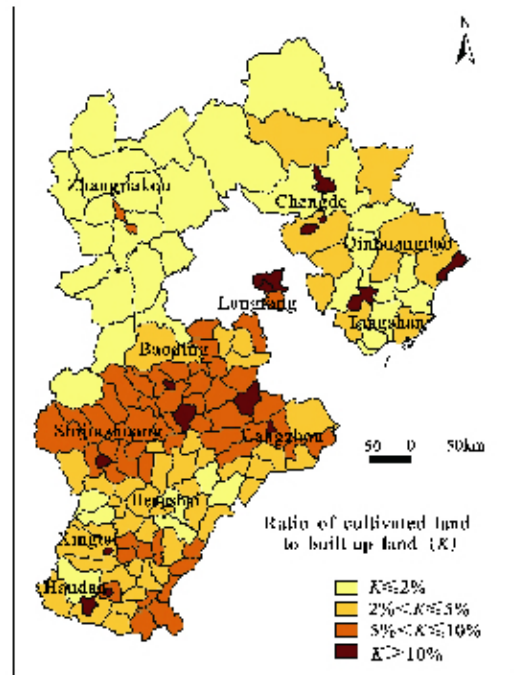 N
Zhangjiakou
Chengde
Qinhuangdao
Langfang
Tangshan
Baoding
Shijiazhuang
Cangzhou
50 0 50km
Hengshui
Ratio of cultivated land
to built up land (K)
Xingtai
Handan
K≤2%
2%<K≤5%
5%<K≤10%
K>10%